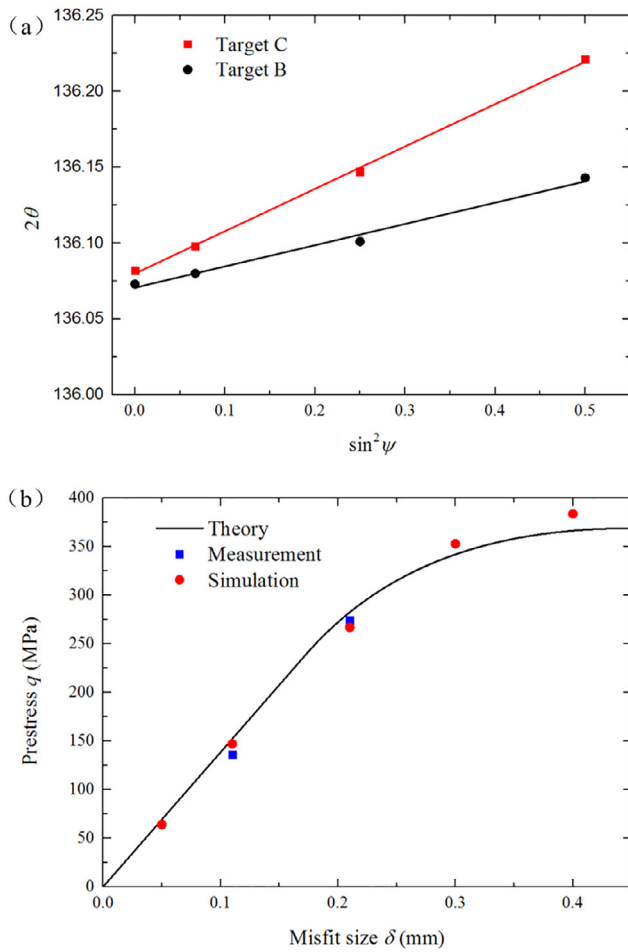 (a)
136.25
136.20
136.15
136.10
136.05
136.00
2θ
Target C
Target B
0.0 0.1 0.2 0.3 0.4 0.5
sin²ψ
(b)
400
350
300
250
200
150
100
50
0
Prestress q (MPa)
Theory
Measurement
Simulation
0.0 0.1 0.2 0.3 0.4
Misfit size δ (mm)